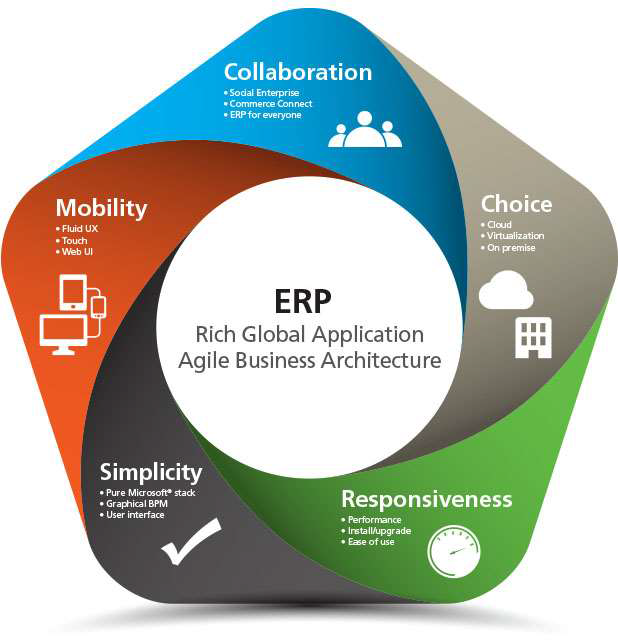 Collaboration
• Social Enterprise
• Commerce Connect
• ERP for everyone
Choice
• Cloud
• Virtualization
• On premise
Mobility
• Fluid UX
• Touch
• Web UI
ERP
Rich Global Application
Agile Business Architecture
Simplicity
• Pure Microsoft® stack
• Graphical BPM
• User interface
Responsiveness
• Performance
• Install/upgrade
• Ease of use